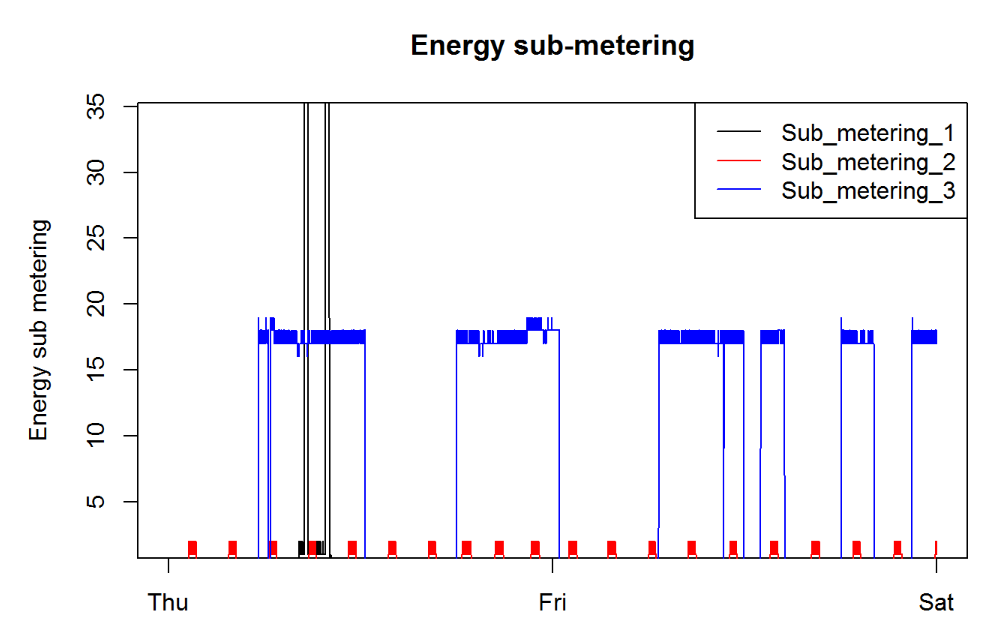 Energy sub-metering
Energy sub metering
35
30
25
20
15
10
5
Sub_metering_1
Sub_metering_2
Sub_metering_3
Thu
Fri
Sat